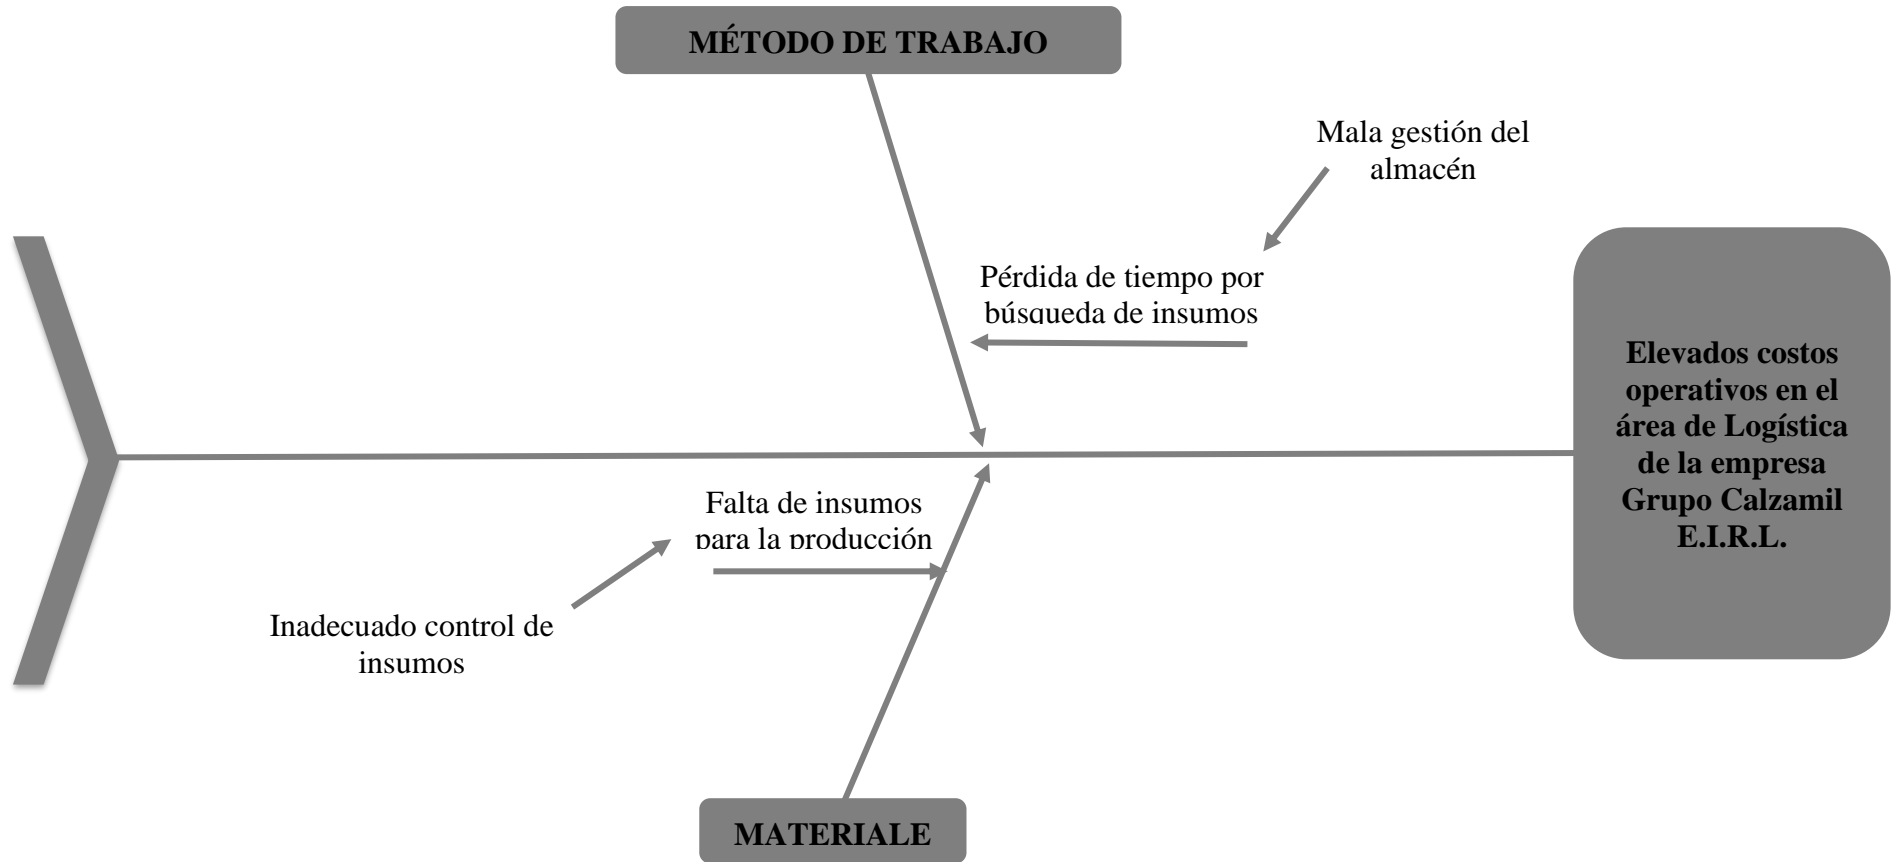 MÉTODO DE TRABAJO
Mala gestión del
almacén
Pérdida de tiempo por
búsqueda de insumos
Elevados costos
operativos en el
área de Logística
de la empresa
Grupo Calzamil
E.I.R.L.
Falta de insumos
para la producción
Inadecuado control de
insumos
MATERIALE